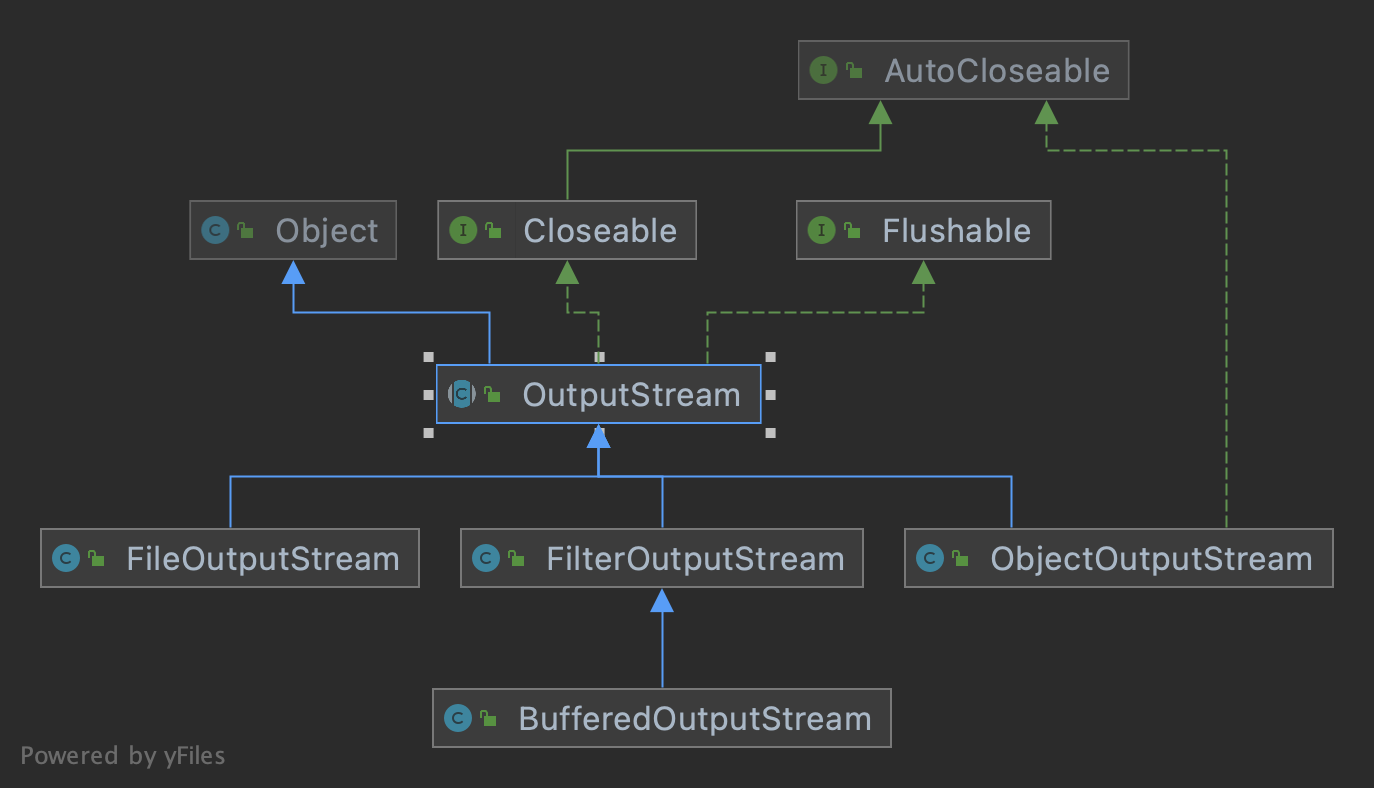 I AutoCloseable
C Object
I Closeable
I Flushable
C OutputStream
C FileOutputStream
C FilterOutputStream
C ObjectOutputStream
C BufferedOutputStream
Powered by yFiles